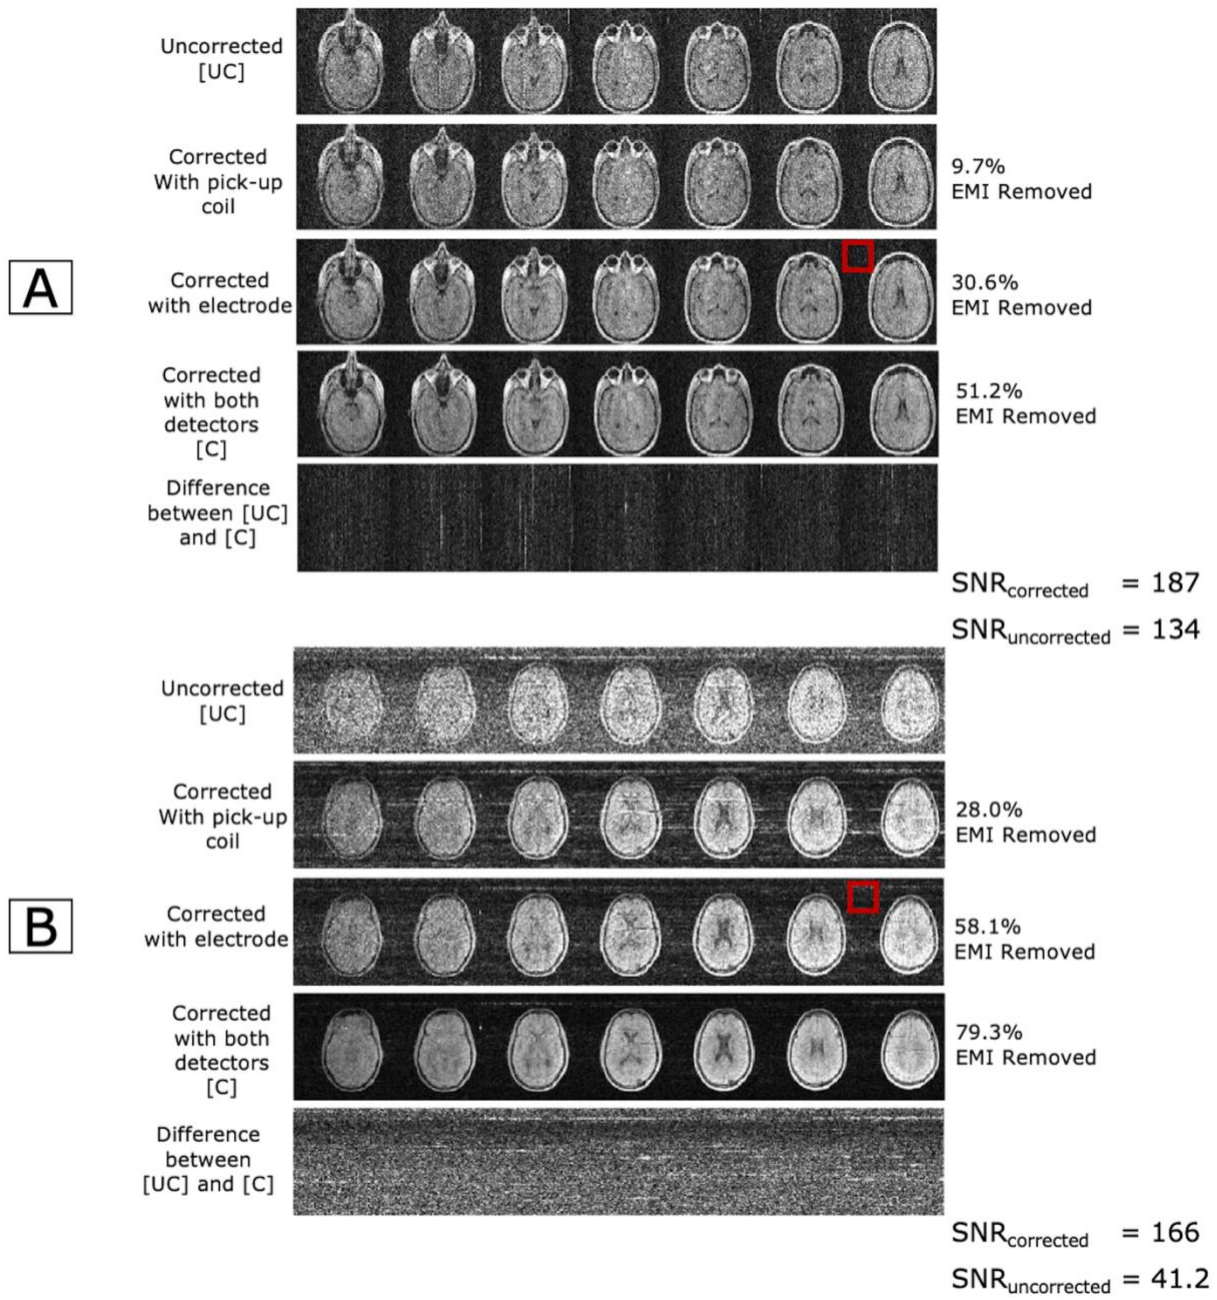 Uncorrected
[UC]
Corrected
With pick-up
coil
9.7%
EMI Removed
A
Corrected
with electrode
30.6%
EMI Removed
Corrected
with both
detectors
[C]
51.2%
EMI Removed
Difference
between [UC]
and [C]
SNRcorrected = 187
SNRuncorrected = 134
Uncorrected
[UC]
Corrected
With pick-up
coil
28.0%
EMI Removed
B
Corrected
with electrode
58.1%
EMI Removed
Corrected
with both
detectors
[C]
79.3%
EMI Removed
Difference
between
[UC] and [C]
SNRcorrected = 166
SNRuncorrected = 41.2